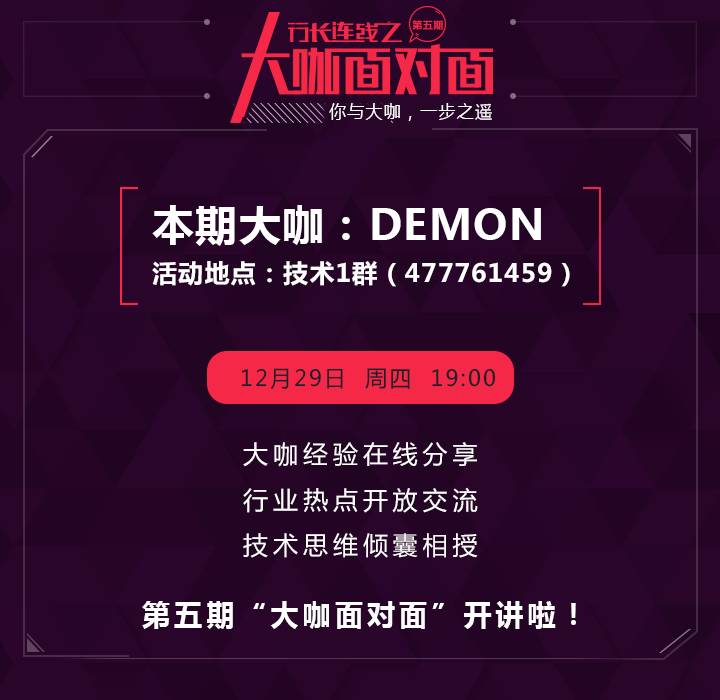 行长连线之
第五期
大咖面对面
你与大咖，一步之遥
本期大咖：DEMON
活动地点：技术1群（477761459）
12月29日 周四 19:00
大咖经验在线分享
行业热点开放交流
技术思维倾囊相授
第五期“大咖面对面”开讲啦！